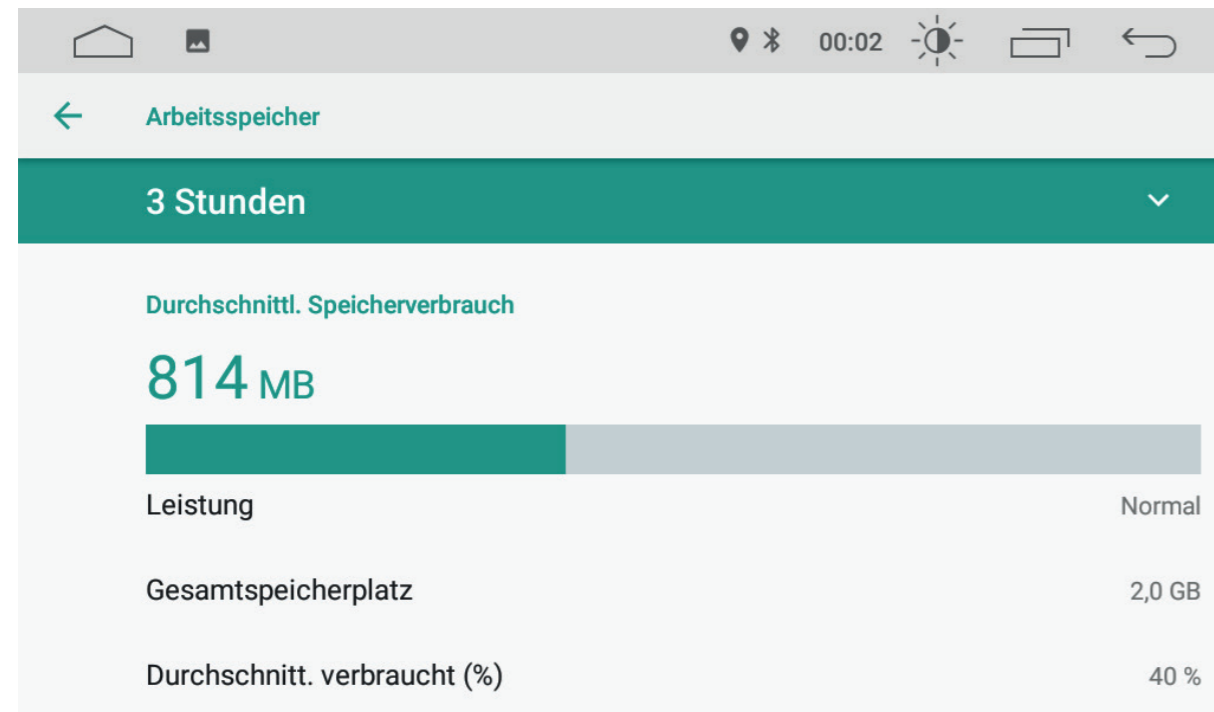 00:02
Arbeitsspeicher
3 Stunden
Durchschnittl. Speicherverbrauch
814 MB
Leistung Normal
Gesamtspeicherplatz 2,0 GB
Durchschnitt. verbraucht (%) 40 %